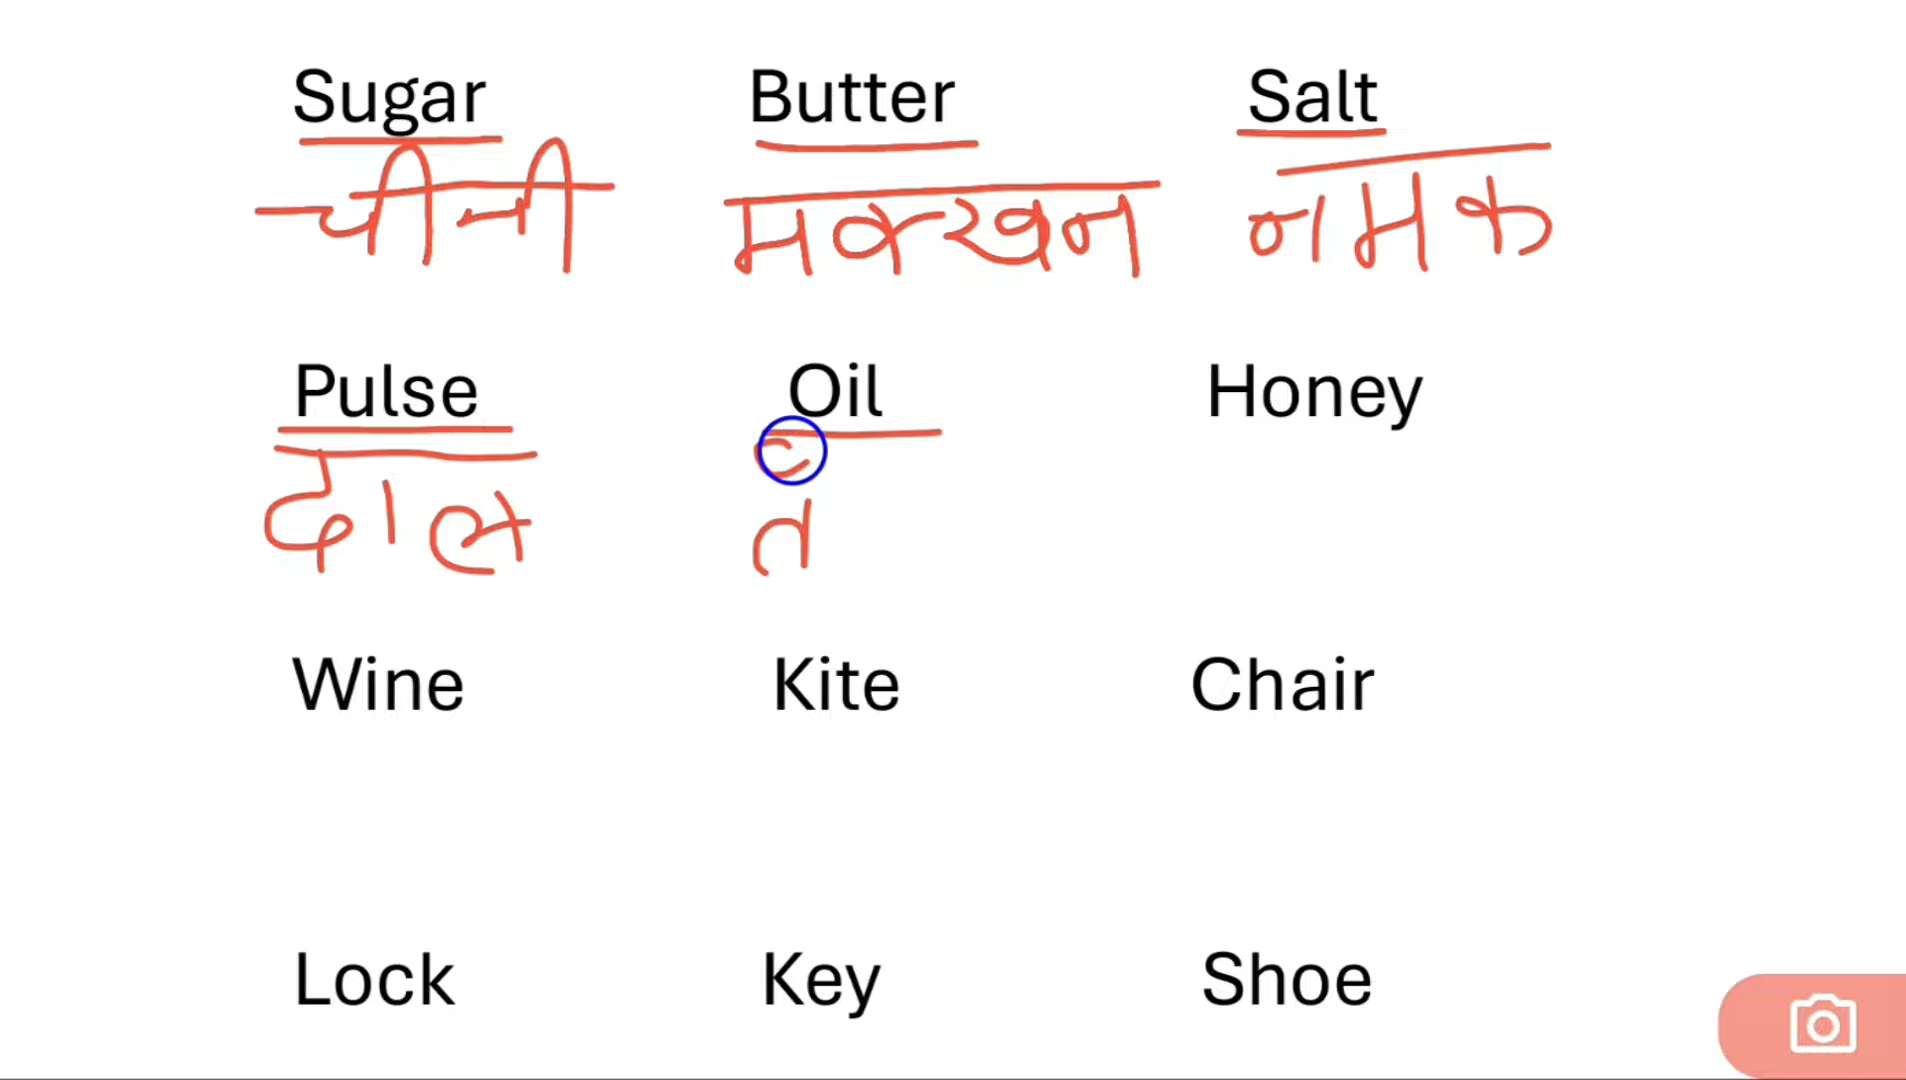 Sugar Butter Salt
चीनी मक्खन नमक
Pulse Oil Honey
दाल
Wine Kite Chair
Lock Key Shoe